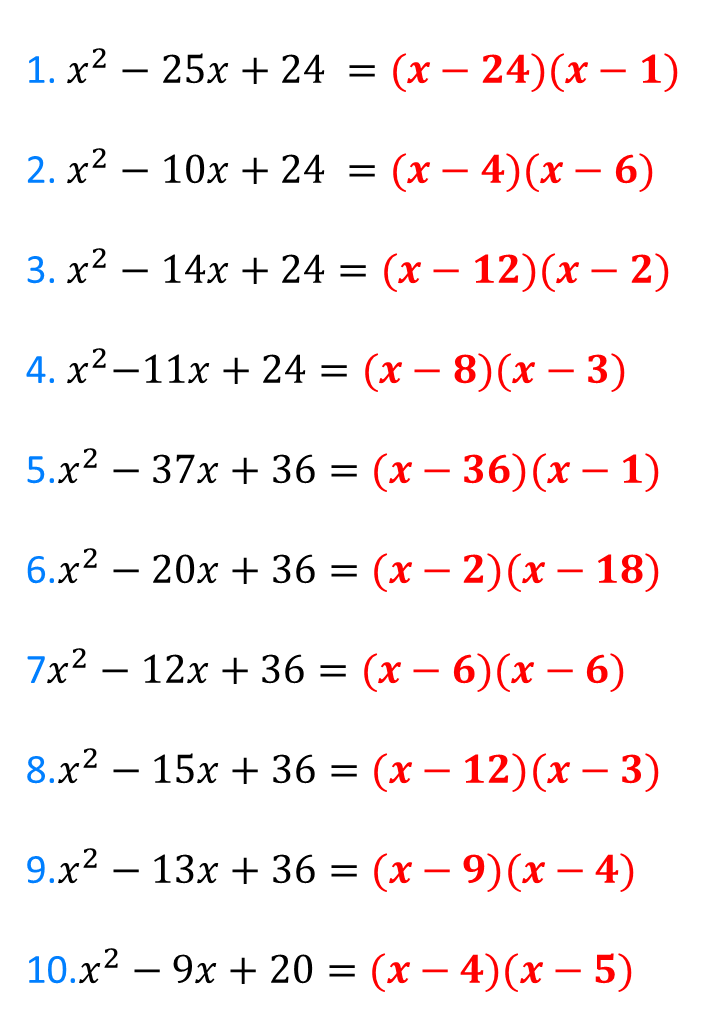 1. x² − 25x + 24 = (x − 24)(x − 1)
2. x² − 10x + 24 = (x − 4)(x − 6)
3. x² − 14x + 24 = (x − 12)(x − 2)
4. x²−11x + 24 = (x − 8)(x − 3)
5.x² − 37x + 36 = (x − 36)(x − 1)
6.x² − 20x + 36 = (x − 2)(x − 18)
7x² − 12x + 36 = (x − 6)(x − 6)
8.x² − 15x + 36 = (x − 12)(x − 3)
9.x² − 13x + 36 = (x − 9)(x − 4)
10.x² − 9x + 20 = (x − 4)(x − 5)